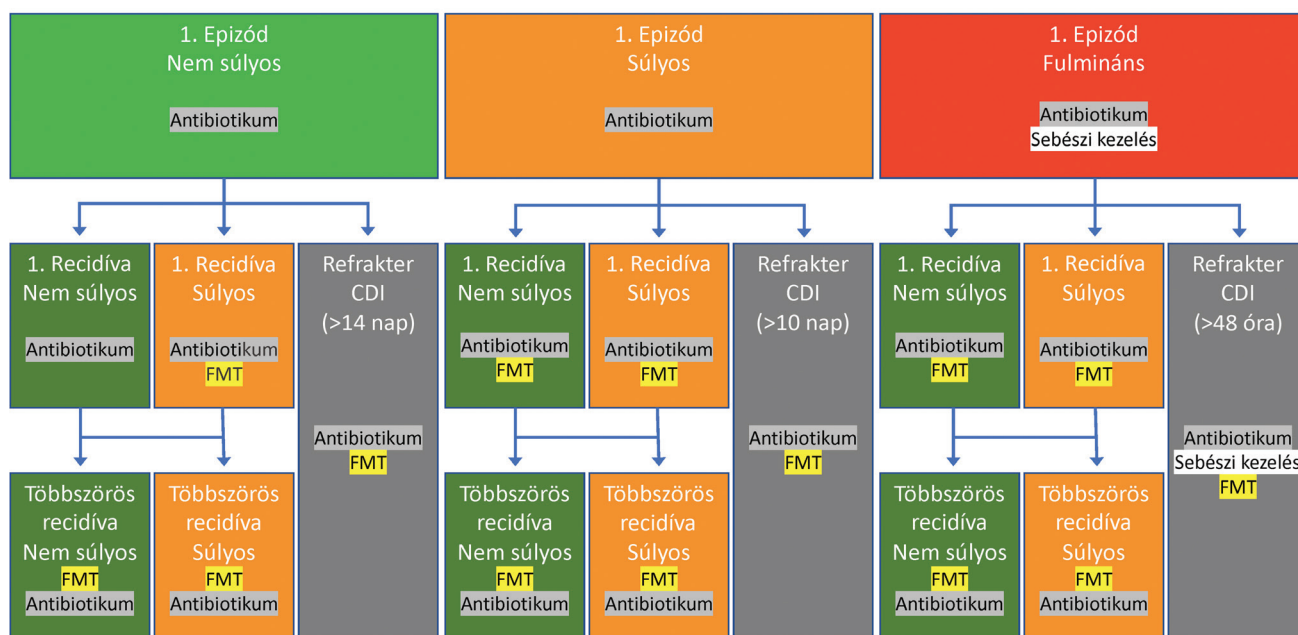 1. Epizód
Nem súlyos
Antibiotikum
1. Epizód
Súlyos
Antibiotikum
1. Epizód
Fulmináns
Antibiotikum
Sebészi kezelés
1. Recidíva
Nem súlyos
Antibiotikum
1. Recidíva
Súlyos
Antibiotikum
FMT
Refrakter
CDI
(>14 nap)
Antibiotikum
FMT
1. Recidíva
Nem súlyos
Antibiotikum
FMT
1. Recidíva
Súlyos
Antibiotikum
FMT
Refrakter
CDI
(>10 nap)
Antibiotikum
FMT
1. Recidíva
Nem súlyos
Antibiotikum
FMT
1. Recidíva
Súlyos
Antibiotikum
FMT
Refrakter
CDI
(>48 óra)
Antibiotikum
Sebészi kezelés
FMT
Többszörös
recidíva
Nem súlyos
FMT
Antibiotikum
Többszörös
recidíva
Súlyos
FMT
Antibiotikum
Többszörös
recidíva
Nem súlyos
FMT
Antibiotikum
Többszörös
recidíva
Súlyos
FMT
Antibiotikum
Többszörös
recidíva
Nem súlyos
FMT
Antibiotikum
Többszörös
recidíva
Súlyos
FMT
Antibiotikum